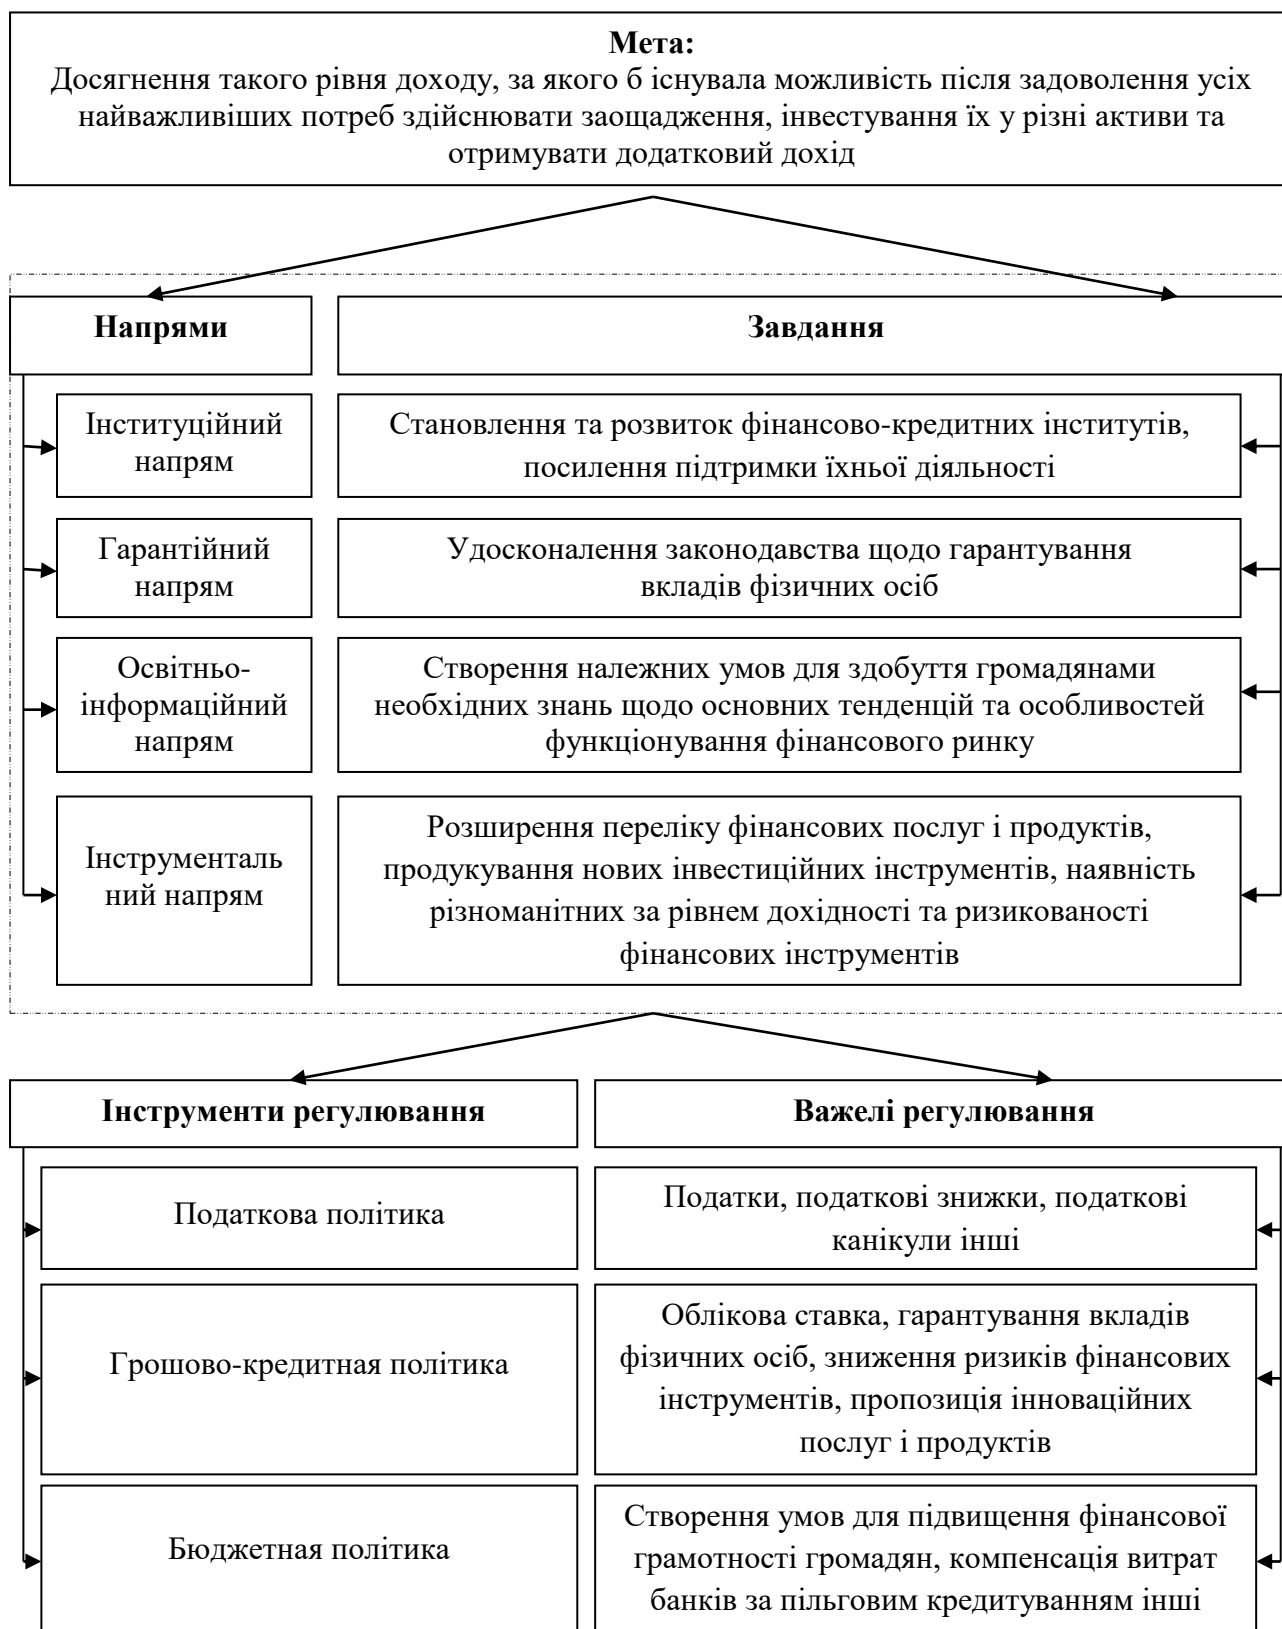 Мета:
Досягнення такого рівня доходу, за якого б існувала можливість після задоволення усіх
найважливіших потреб здійснювати заощадження, інвестування їх у різні активи та
отримувати додатковий дохід
Напрями
Завдання
Інституційний
напрям
Становлення та розвиток фінансово-кредитних інститутів,
посилення підтримки їхньої діяльності
Гарантійний
напрям
Удосконалення законодавства щодо гарантування
вкладів фізичних осіб
Освітньо-
інформаційний
напрям
Створення належних умов для здобуття громадянами
необхідних знань щодо основних тенденцій та особливостей
функціонування фінансового ринку
Інструменталь
ний напрям
Розширення переліку фінансових послуг і продуктів,
продукування нових інвестиційних інструментів, наявність
різноманітних за рівнем дохідності та ризикованості
фінансових інструментів
Інструменти регулювання
Важелі регулювання
Податкова політика
Податки, податкові знижки, податкові
канікули інші
Грошово-кредитная політика
Облікова ставка, гарантування вкладів
фізичних осіб, зниження ризиків фінансових
інструментів, пропозиція інноваційних
послуг і продуктів
Бюджетная політика
Створення умов для підвищення фінансової
грамотності громадян, компенсація витрат
банків за пільговим кредитуванням інші